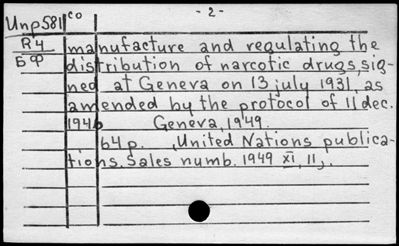 Unp581 co - 2 -
R4 manufacture and regulating the
БФ distribution of narcotic drugs, sig-
ned at Geneva on 13 july 1931, as
amended by the protocol of 11 dec.
1946 Geneva, 1949.
64 p. , United Nations publica-
tions. Sales numb. 1949 XI, 11,.